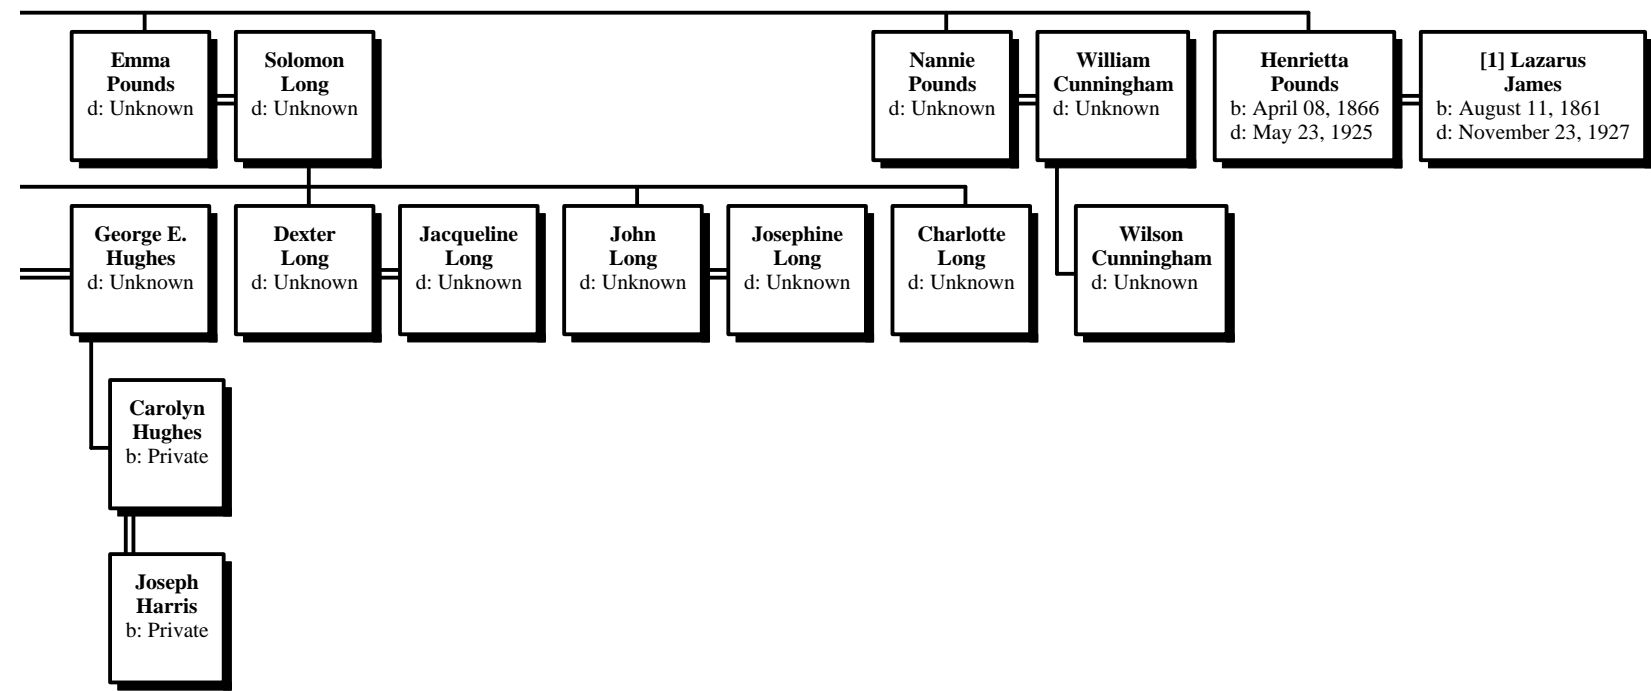 Emma
Pounds
d: Unknown
Solomon
Long
d: Unknown
Nannie
Pounds
d: Unknown
William
Cunningham
d: Unknown
Henrietta
Pounds
b: April 08, 1866
d: May 23, 1925
[1] Lazarus
James
b: August 11, 1861
d: November 23, 1927
George E.
Hughes
d: Unknown
Dexter
Long
d: Unknown
Jacqueline
Long
d: Unknown
John
Long
d: Unknown
Josephine
Long
d: Unknown
Charlotte
Long
d: Unknown
Wilson
Cunningham
d: Unknown
Carolyn
Hughes
b: Private
Joseph
Harris
b: Private